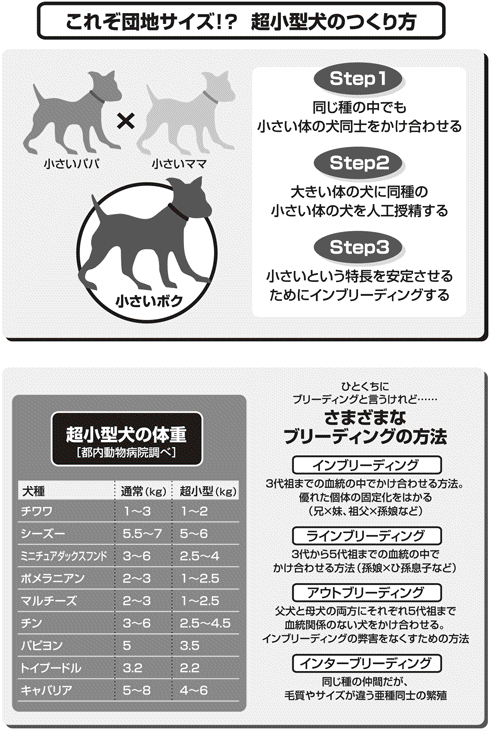 これぞ団地サイズ!? 超小型犬のつくり方
小さいパパ
×
小さいママ
小さいボク
Step1
同じ種の中でも
小さい体の犬同士をかけ合わせる
Step2
大きい体の犬に同種の
小さい体の犬を人工授精する
Step3
小さいという特長を安定させる
ためにインブリーディングする
超小型犬の体重
[都内動物病院調べ]
犬種 通常(kg) 超小型(kg)
チワワ 1〜3 1〜2
シーズー 5.5〜7 5〜6
ミニチュアダックスフンド 3〜6 2.5〜4
ポメラニアン 2〜3 1〜2.5
マルチーズ 2〜3 1〜2.5
チン 3〜6 2.5〜4.5
パピヨン 5 3.5
トイプードル 3.2 2.2
キャバリア 5〜8 4〜6
ひとくちに
ブリーディングと言うけれど……
さまざまな
ブリーディングの方法
インブリーディング
3代祖までの血統の中でかけ合わせる方法。
優れた個体の固定化をはかる
(兄×妹、祖父×孫娘など)
ラインブリーディング
3代から5代祖までの血統の中で
かけ合せる方法(孫娘×ひ孫息子など)
アウトブリーディング
父犬と母犬の両方にそれぞれ5代祖まで
血統関係のない犬をかけ合わせる。
インブリーディングの弊害をなくすための方法
インターブリーディング
同じ種の仲間だが、
毛質やサイズが違う亜種同士の繁殖